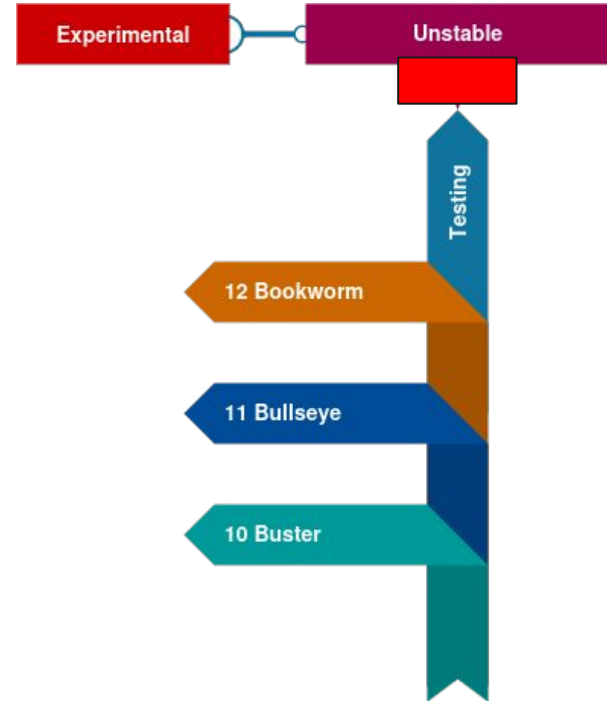 Experimental
Unstable
Testing
12 Bookworm
11 Bullseye
10 Buster